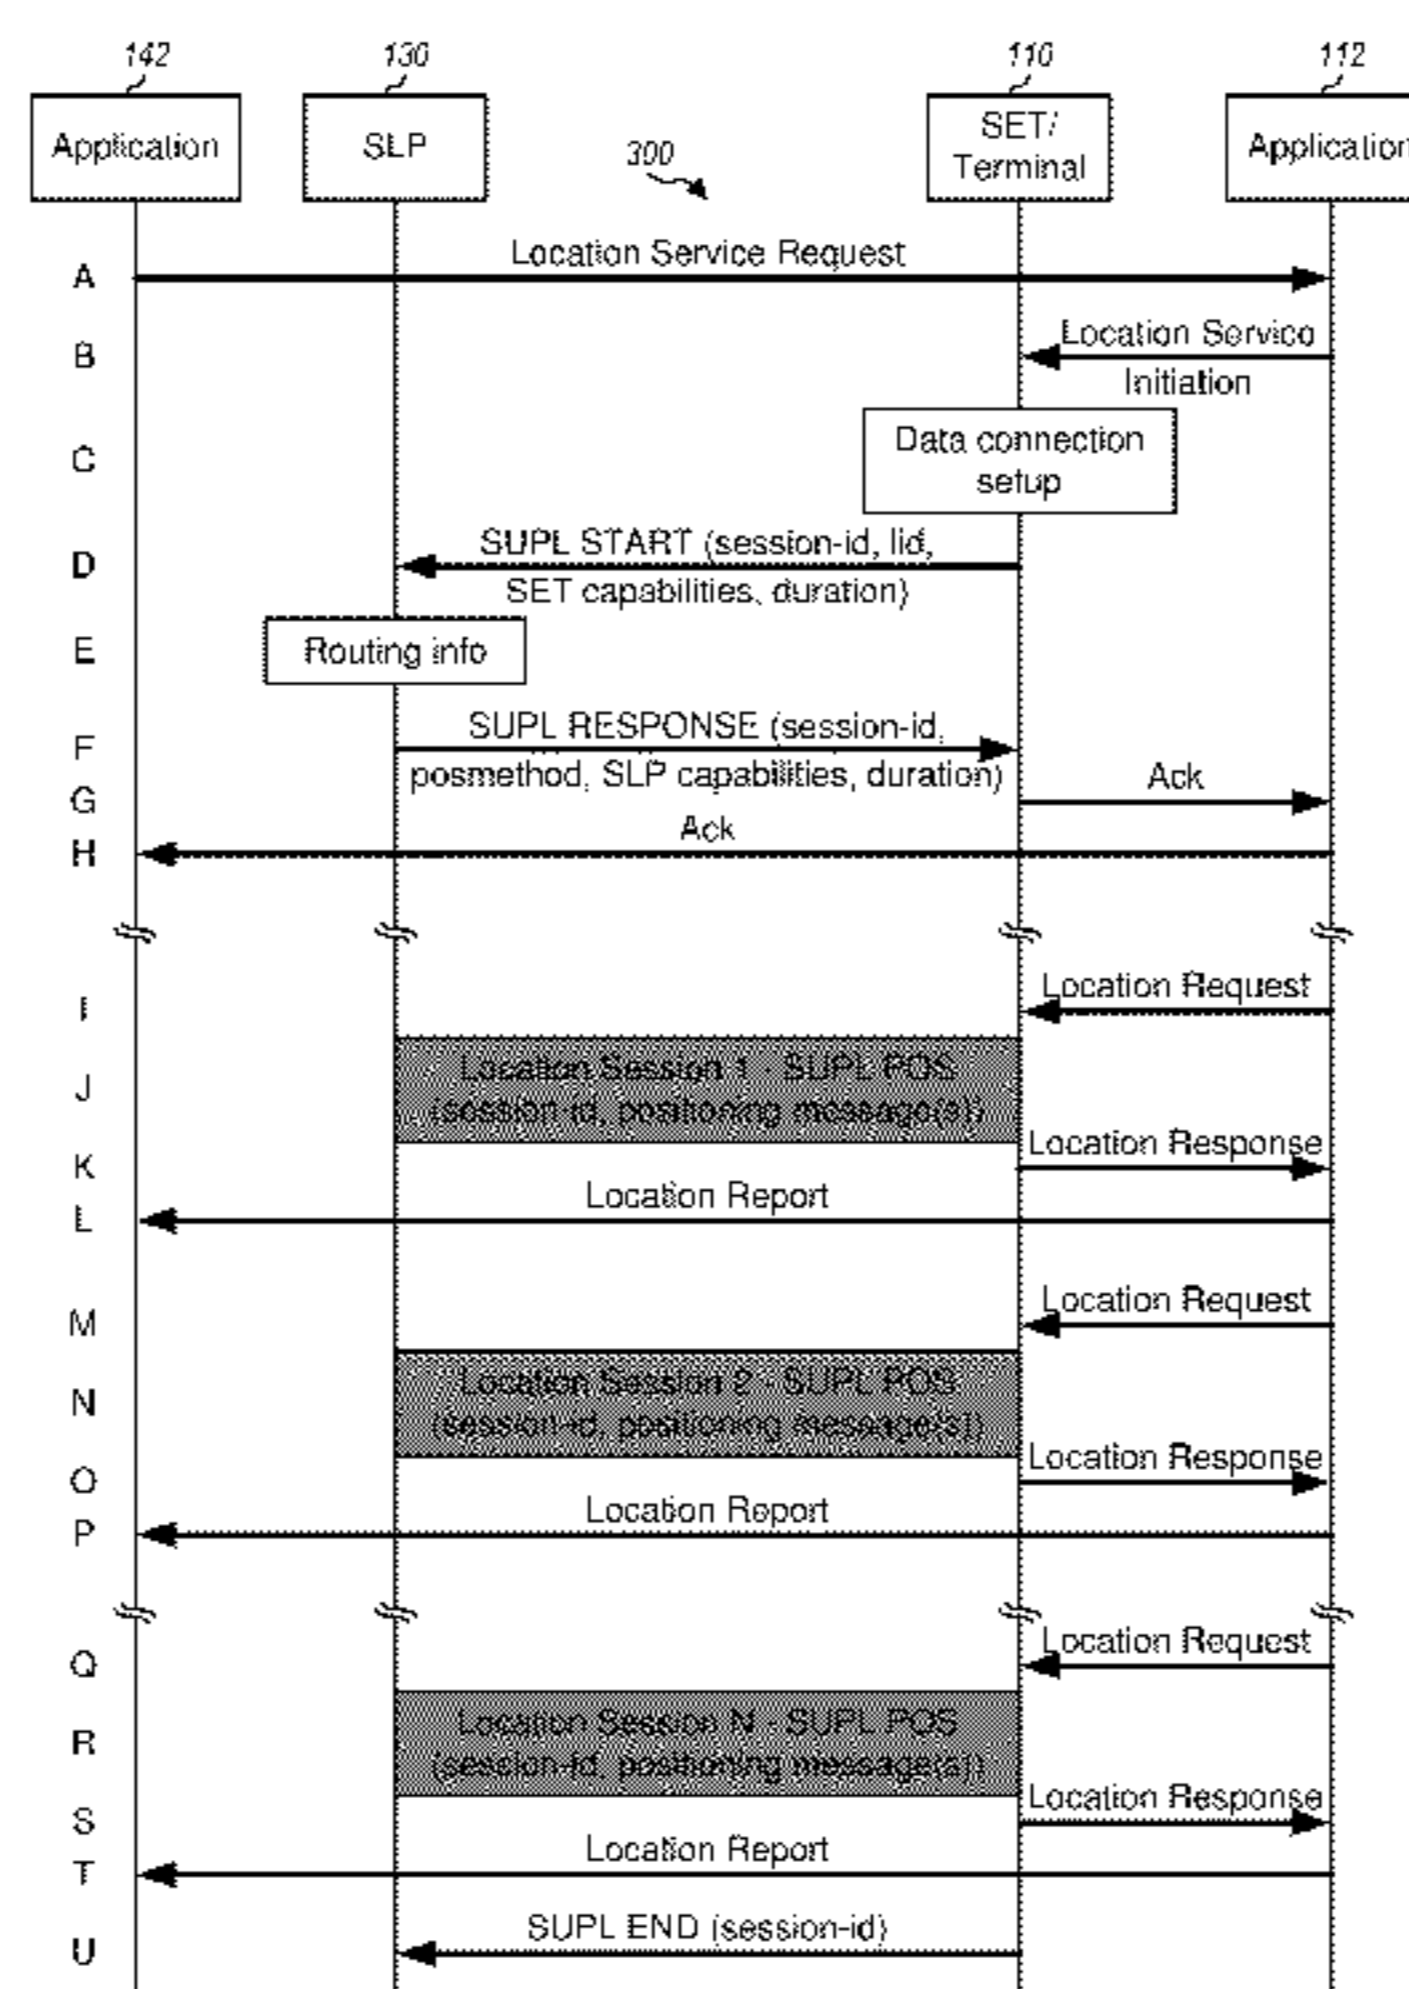 142
130
110
112
Application
SLP
300
SET/
Terminal
Application
Location Service Request
A
Location Service
B
Initiation
Data connection
C
setup
SUPL START (session-id, lid,
D
SET capabilities, duration)
E
Routing info
SUPL RESPONSE (session-id,
F
posmethod, SLP capabilities, duration)
Ack
G
Ack
H
Location Request
I
Location Session 1 - SUPL POS
J
(session-id, positioning message(s))
Location Response
K
Location Report
L
Location Request
M
Location Session 2 - SUPL POS
N
(session-id, positioning message(s))
Location Response
O
Location Report
P
Location Request
Q
Location Session N - SUPL POS
R
(session-id, positioning message(s))
Location Response
S
Location Report
T
SUPL END (session-id)
U